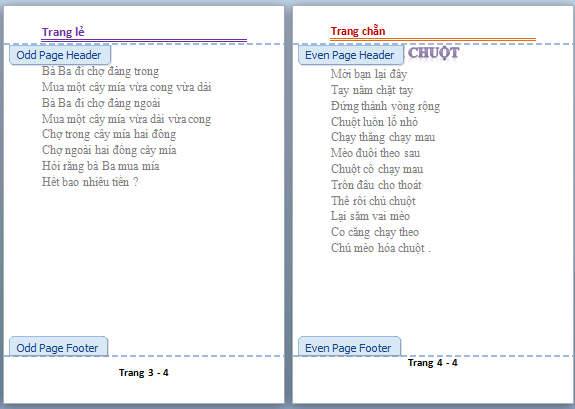 Trang lẻ
Odd Page Header
Bà Ba đi chợ đàng trong
Mua một cây mía vừa cong vừa dài
Bà Ba đi chợ đàng ngoài
Mua một cây mía vừa dài vừa cong
Chợ trong cây mía hai đồng
Chợ ngoài hai đồng cây mía
Hỏi rằng bà Ba mua mía
Hết bao nhiêu tiền ?
Odd Page Footer
Trang 3 - 4
Trang chẵn
Even Page Header
CHUỘT
Mời bạn lại đây
Tay nắm chặt tay
Đứng thành vòng rộng
Chuột luồn lỗ nhỏ
Chạy thẳng chạy mau
Mèo đuổi theo sau
Chuột cố chạy mau
Trốn đâu cho thoát
Thế rồi chú chuột
Lại sắm vai mèo
Co cẳng chạy theo
Chú mèo hóa chuột .
Even Page Footer
Trang 4 - 4